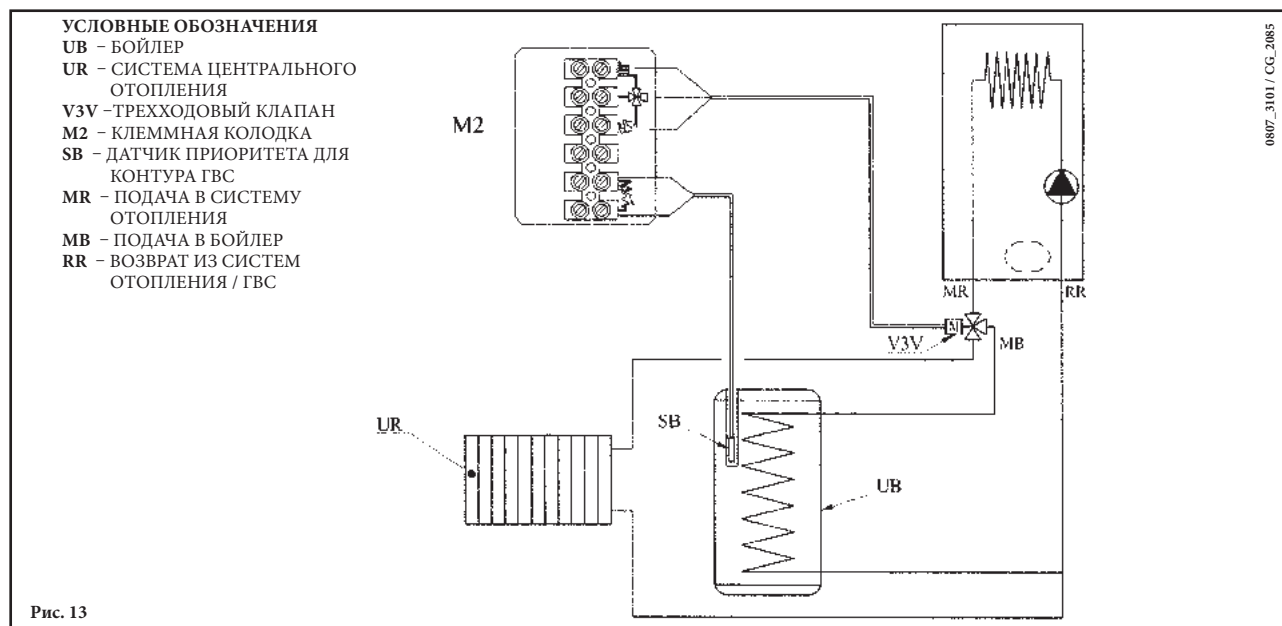 УСЛОВНЫЕ ОБОЗНАЧЕНИЯ
UB – БОЙЛЕР
UR – СИСТЕМА ЦЕНТРАЛЬНОГО
ОТОПЛЕНИЯ
V3V –ТРЕХХОДОВЫЙ КЛАПАН
M2 – КЛЕММНАЯ КОЛОДКА
SB – ДАТЧИК ПРИОРИТЕТА ДЛЯ
КОНТУРА ГВС
MR – ПОДАЧА В СИСТЕМУ
ОТОПЛЕНИЯ
MB – ПОДАЧА В БОЙЛЕР
RR – ВОЗВРАТ ИЗ СИСТЕМ
ОТОПЛЕНИЯ / ГВС
M2
0807_3101 / CG_2085
MR
RR
M
V3V
MB
SB
UR
UB
Рис. 13